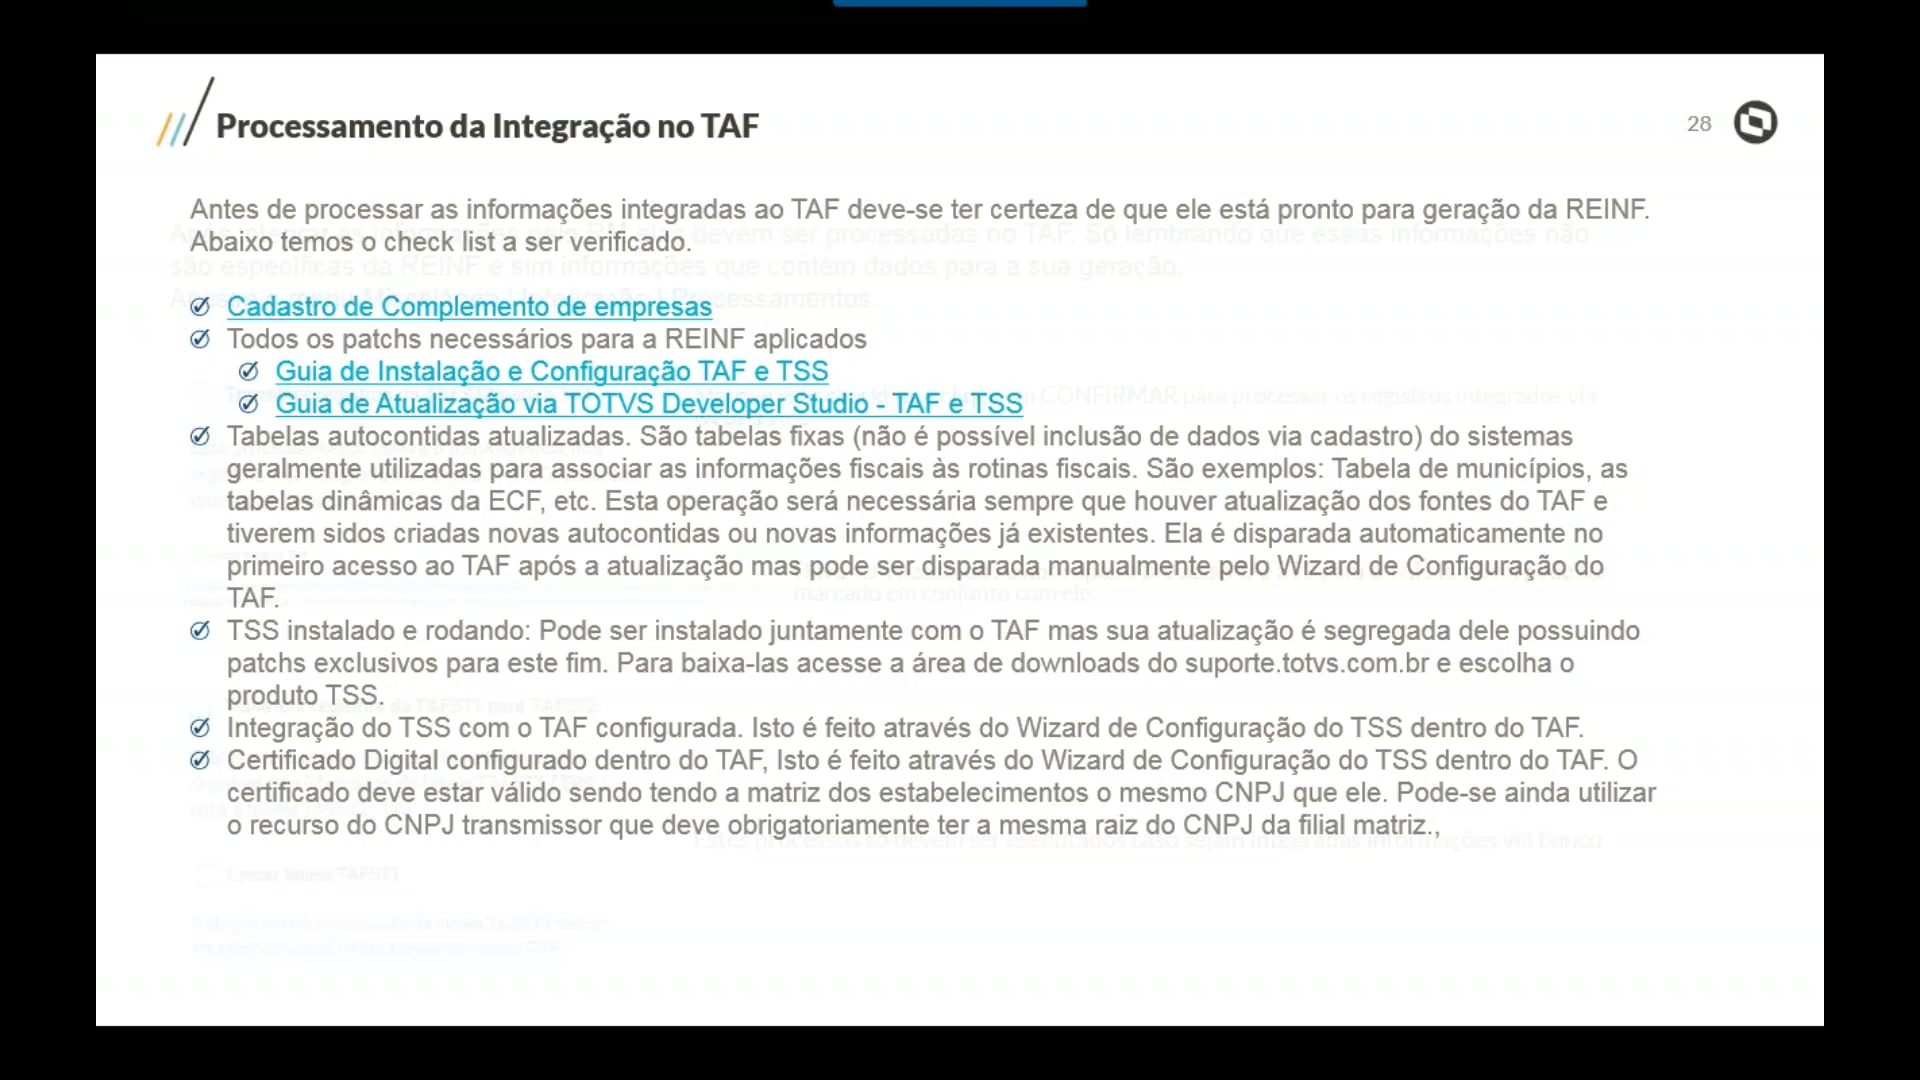 Processamento da Integração no TAF
28
Antes de processar as informações integradas ao TAF deve-se ter certeza de que ele está pronto para geração da REINF.
Abaixo temos o check list a ser verificado.
Cadastro de Complemento de empresas
Todos os patchs necessários para a REINF aplicados
Guia de Instalação e Configuração TAF e TSS
Guia de Atualização via TOTVS Developer Studio - TAF e TSS
Tabelas autocontidas atualizadas. São tabelas fixas (não é possível inclusão de dados via cadastro) do sistemas
geralmente utilizadas para associar as informações fiscais às rotinas fiscais. São exemplos: Tabela de municípios, as
tabelas dinâmicas da ECF, etc. Esta operação será necessária sempre que houver atualização dos fontes do TAF e
tiverem sidos criadas novas autocontidas ou novas informações já existentes. Ela é disparada automaticamente no
primeiro acesso ao TAF após a atualização mas pode ser disparada manualmente pelo Wizard de Configuração do
TAF.
TSS instalado e rodando: Pode ser instalado juntamente com o TAF mas sua atualização é segregada dele possuindo
patchs exclusivos para este fim. Para baixa-las acesse a área de downloads do suporte.totvs.com.br e escolha o
produto TSS.
Integração do TSS com o TAF configurada. Isto é feito através do Wizard de Configuração do TSS dentro do TAF.
Certificado Digital configurado dentro do TAF, Isto é feito através do Wizard de Configuração do TSS dentro do TAF. O
certificado deve estar válido sendo tendo a matriz dos estabelecimentos o mesmo CNPJ que ele. Pode-se ainda utilizar
o recurso do CNPJ transmissor que deve obrigatoriamente ter a mesma raiz do CNPJ da filial matriz.,